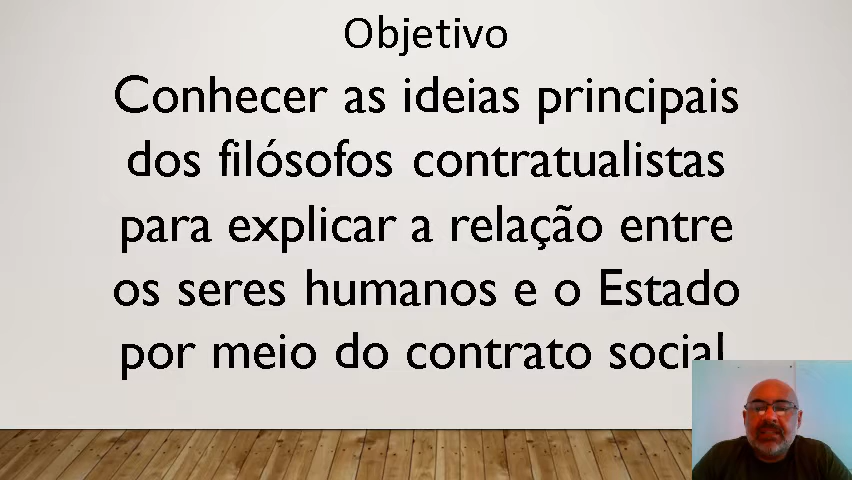 Objetivo
Conhecer as ideias principais
dos filósofos contratualistas
para explicar a relação entre
os seres humanos e o Estado
por meio do contrato social